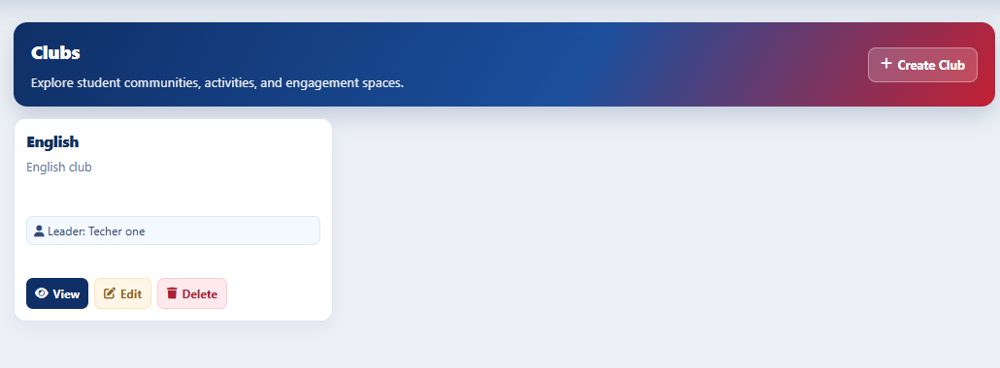 Clubs
Explore student communities, activities, and engagement spaces.
+ Create Club
English
English club
Leader: Techer one
View
Edit
Delete